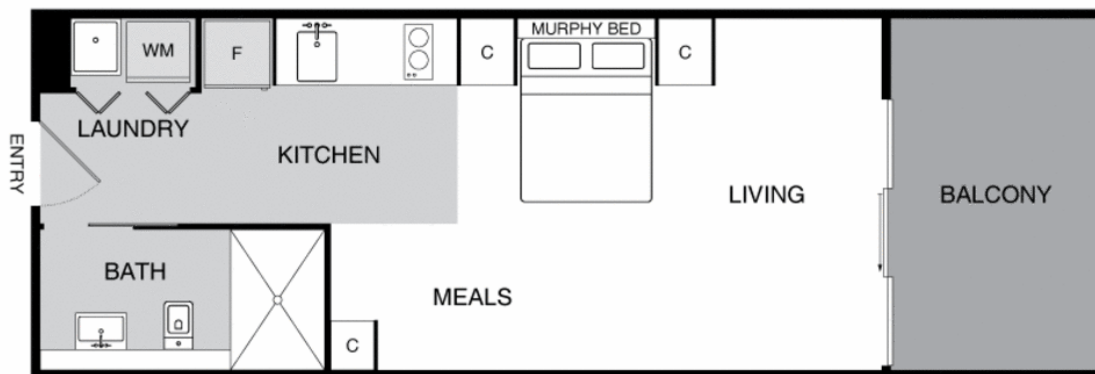 MURPHY BED
WM
F
C
C
LAUNDRY
ENTRY
KITCHEN
LIVING
BALCONY
BATH
MEALS
C